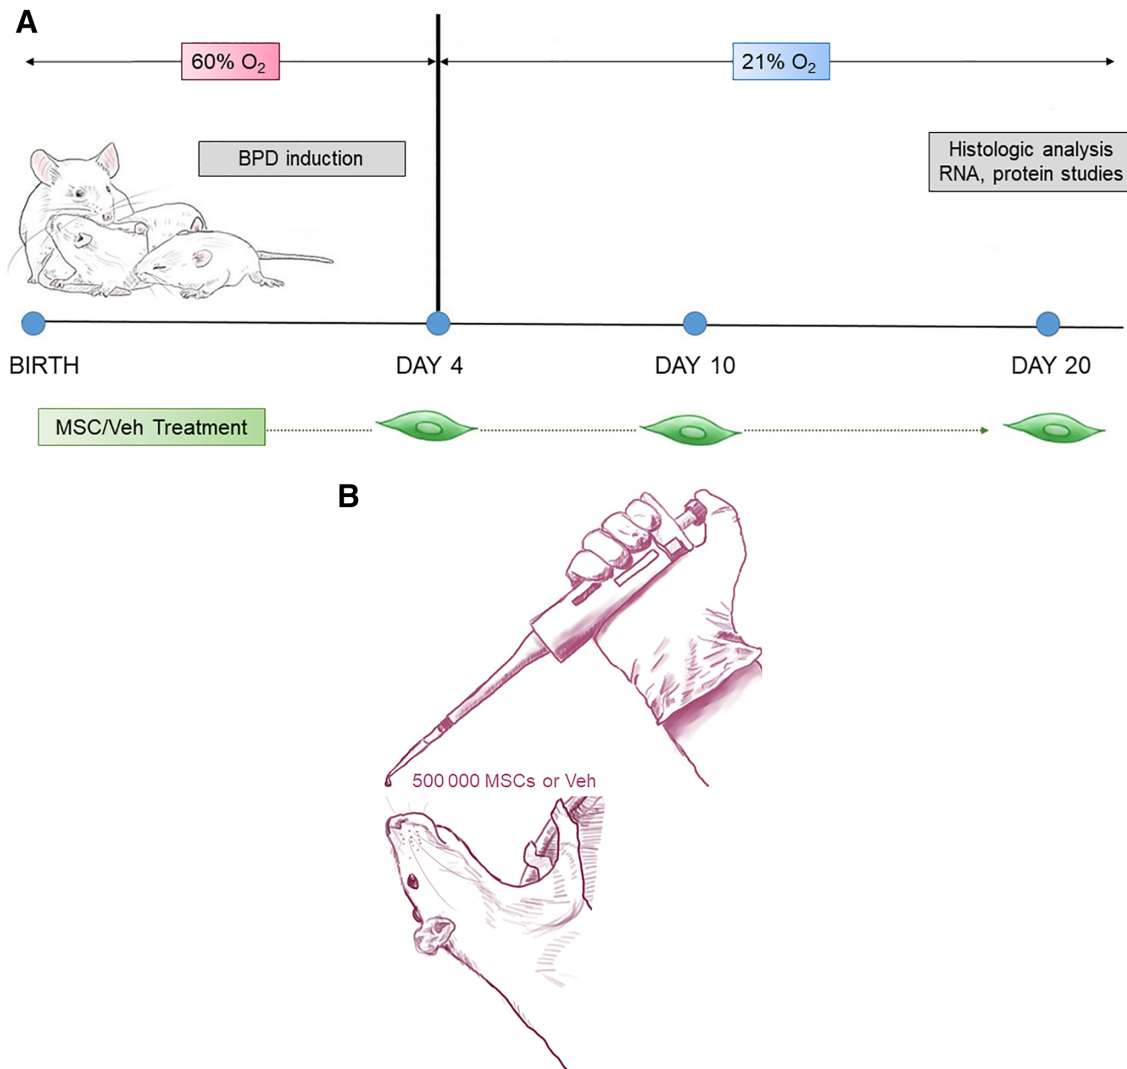 A
60% O₂
21% O₂
BPD induction
Histologic analysis
RNA, protein studies
BIRTH
DAY 4
DAY 10
DAY 20
MSC/Veh Treatment
B
500 000 MSCs or Veh